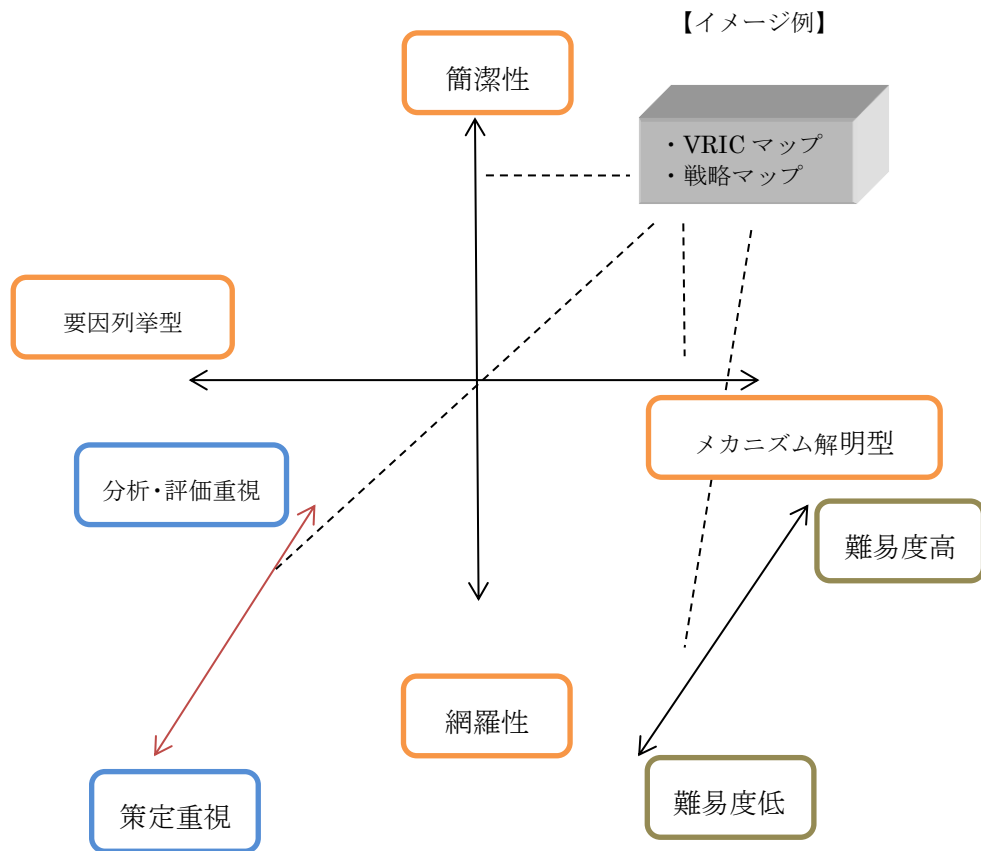 【イメージ例】
簡潔性
・VRIC マップ
・戦略マップ
要因列挙型
メカニズム解明型
分析・評価重視
難易度高
網羅性
策定重視
難易度低